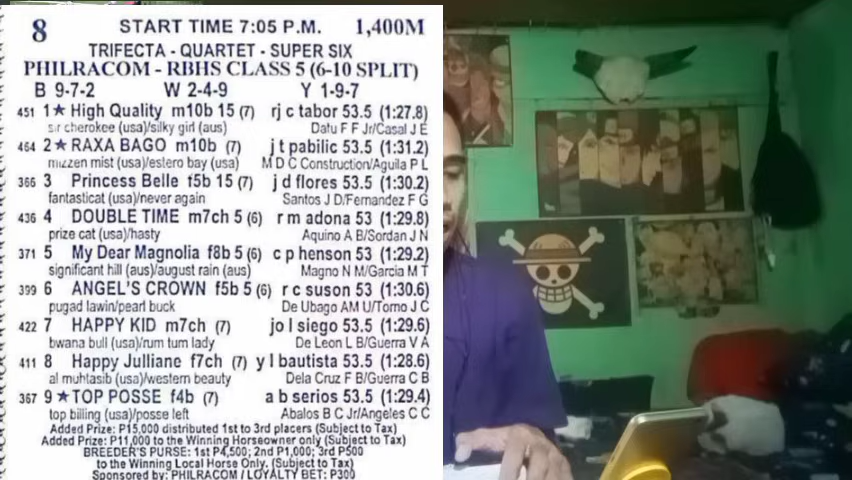 8 START TIME 7:05 P.M. 1,400M
TRIFECTA - QUARTET - SUPER SIX
PHILRACOM - RBHS CLASS 5 (6-10 SPLIT)
B 9-7-2 W 2-4-9 Y 1-9-7
451 1★ High Quality m10b 15 (7) rj c tabor 53.5 (1:27.8)
sir cherokee (usa)/silky girl (aus) Datu F F Jr/Casal J E
464 2★ RAXA BAGO m10b (7) j t pabilic 53.5 (1:31.2)
mizzen mist (usa)/estero bay (usa) M D C Construction/Aguila P L
366 3 Princess Belle f5b 15 (7) j d flores 53.5 (1:30.2)
fantasticat (usa)/never again Santos J D/Fernandez F G
436 4 DOUBLE TIME m7ch 5 (6) r m adona 53 (1:29.8)
prize cat (usa)/hasty Aquino A B/Sordan J N
371 5 My Dear Magnolia f8b 5 (6) c p henson 53 (1:29.2)
significant hill (aus)/august rain (aus) Magno N M/Garcia M T
399 6 ANGEL'S CROWN f5b 5 (6) r c suson 53 (1:30.6)
pugad lawin/pearl buck De Ubago AM U/Torno J C
422 7 HAPPY KID m7ch (7) jo l siego 53.5 (1:29.6)
bwana bull (usa)/rum tum lady De Leon L B/Guerra V A
411 8 Happy Julliane f7ch (7) y l bautista 53.5 (1:28.6)
al muhtasib (usa)/western beauty Dela Cruz F B/Guerra C B
367 9★TOP POSSE f4b (7) a b serios 53.5 (1:29.4)
top billing (usa)/posse left Abalos B C Jr/Angeles C C
Added Prize: P15,000 distributed 1st to 3rd placers (Subject to Tax)
Added Prize: P11,000 to the Winning Horseowner only (Subject to Tax)
BREEDER'S PURSE: 1st P4,500; 2nd P1,000; 3rd P500
to the Winning Local Horse Only. (Subject to Tax)
Sponsored by: PHILRACOM / LOYALTY BET: P300